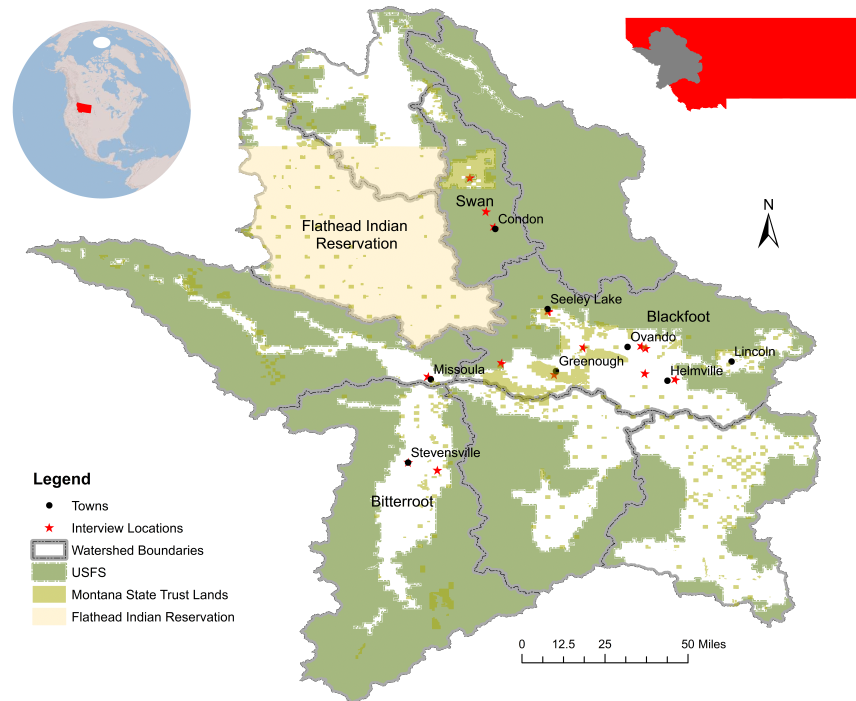 N
Swan
Condon
Flathead Indian
Reservation
Seeley Lake
Blackfoot
Ovando
Lincoln
Greenough
Missoula
Helmville
Stevensville
Bitterroot
Legend
Towns
Interview Locations
Watershed Boundaries
USFS
Montana State Trust Lands
Flathead Indian Reservation
0 12.5 25 50 Miles